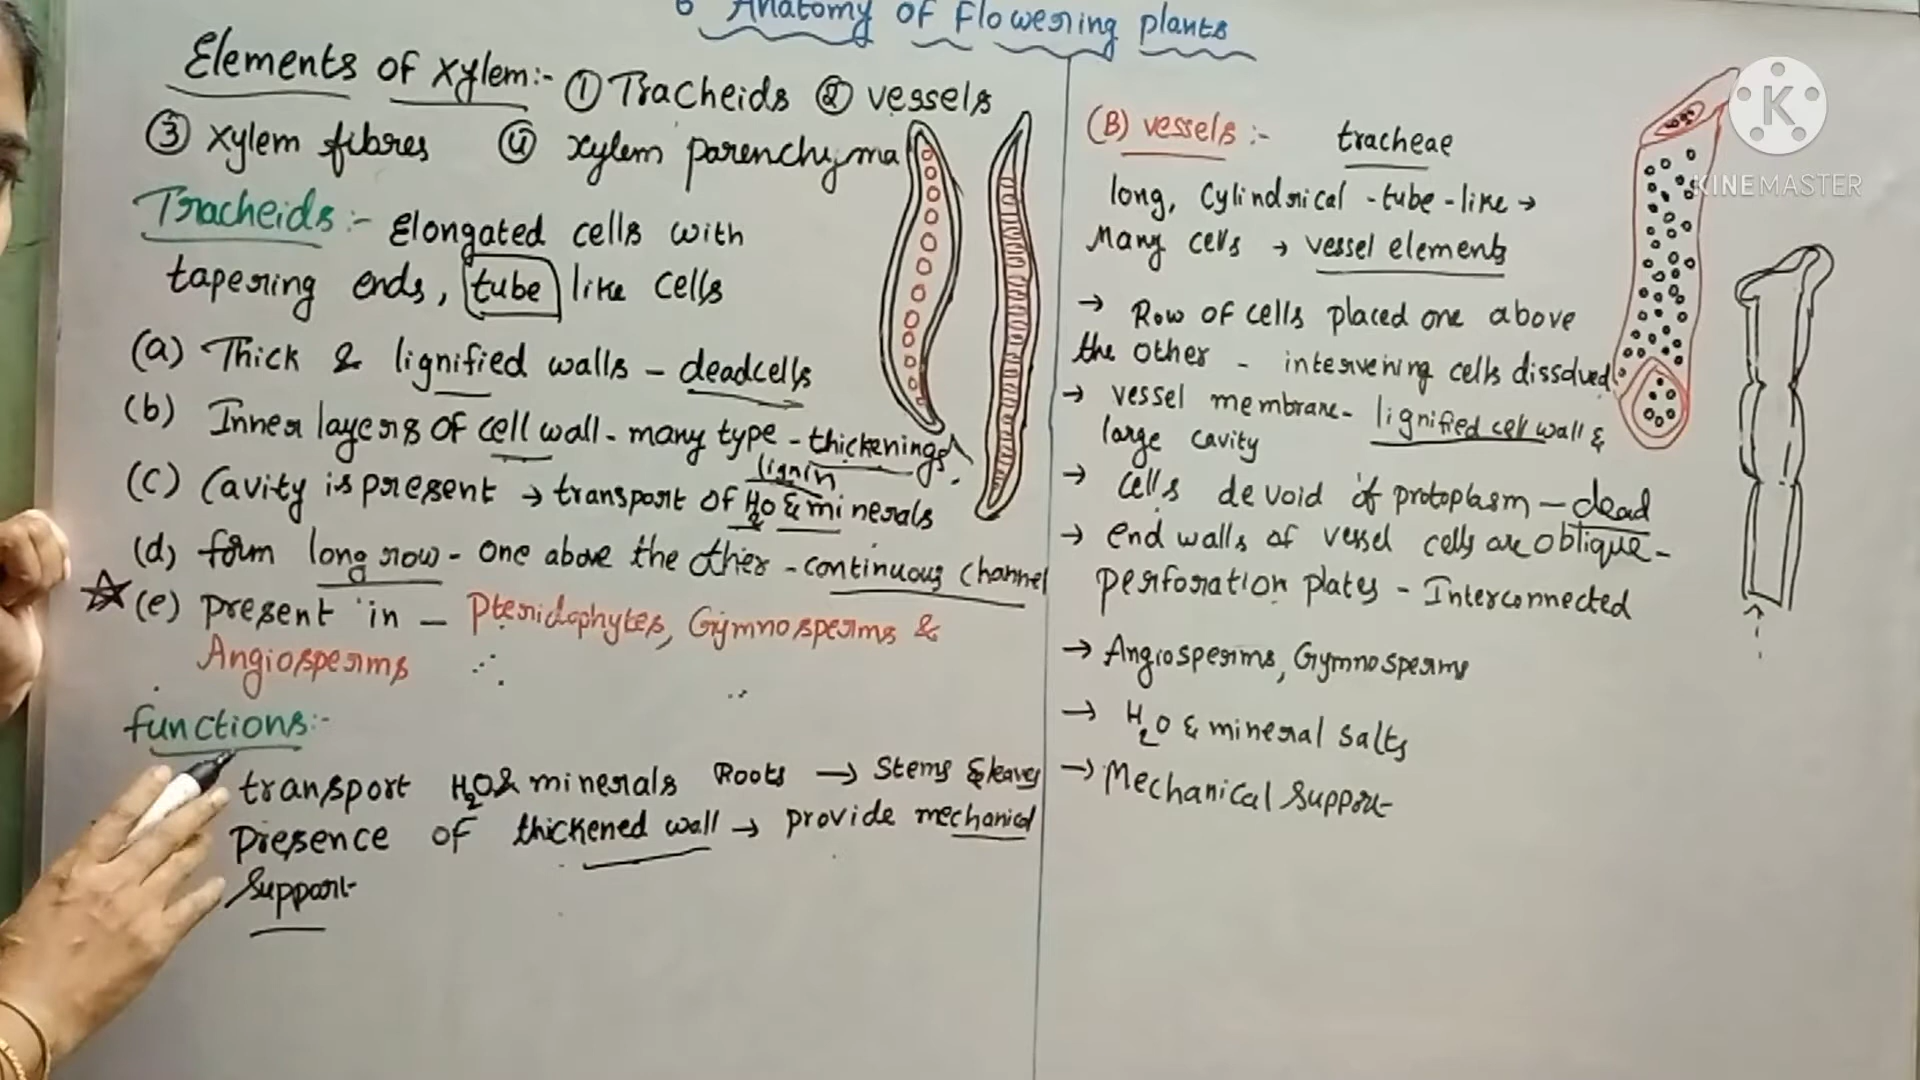 6 Anatomy of Flowering plants
Elements of xylem:- ① Tracheids ② vessels
③ xylem fibres ④ xylem parenchyma
Tracheids:- Elongated cells with
tapering ends, tube like cells
(a) Thick & lignified walls - deadcells
(b) Inner layers of cell wall - many type - thickenings
lignin
(c) Cavity is present → transport of H₂O & minerals
(d) form long row - one above the other - continuous channel
(e) present in - Pteridophytes, Gymnosperms &
Angiosperms
functions:-
transport H₂O & minerals Roots → Stems & leaves
presence of thickened wall → provide mechanical
Support
(B) vessels:- tracheae
long, Cylindrical - tube - like →
Many cells → vessel elements
→ Row of cells placed one above
the other - intervening cells dissolved
→ vessel membrane - lignified cell wall &
large cavity
→ cells devoid of protoplasm - dead
→ end walls of vessel cells are oblique -
perforation plates - Interconnected
→ Angiosperms, Gymnosperms
→ H₂O & mineral salts
→ Mechanical Support
K
KINEMASTER